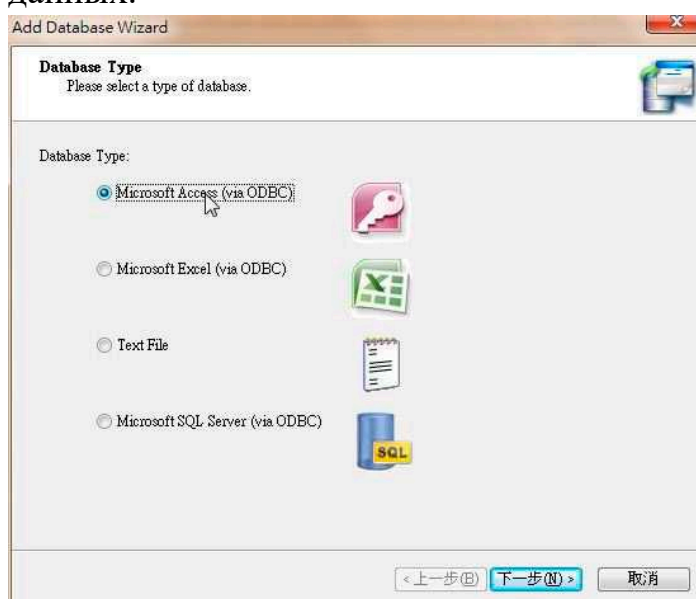 данных.
Add Database Wizard
Database Type
Please select a type of database.
Database Type:
Microsoft Access (via ODBC)
Microsoft Excel (via ODBC)
Text File
Microsoft SQL Server (via ODBC)
SQL
<上一步(B) 下一步(N)> 取消